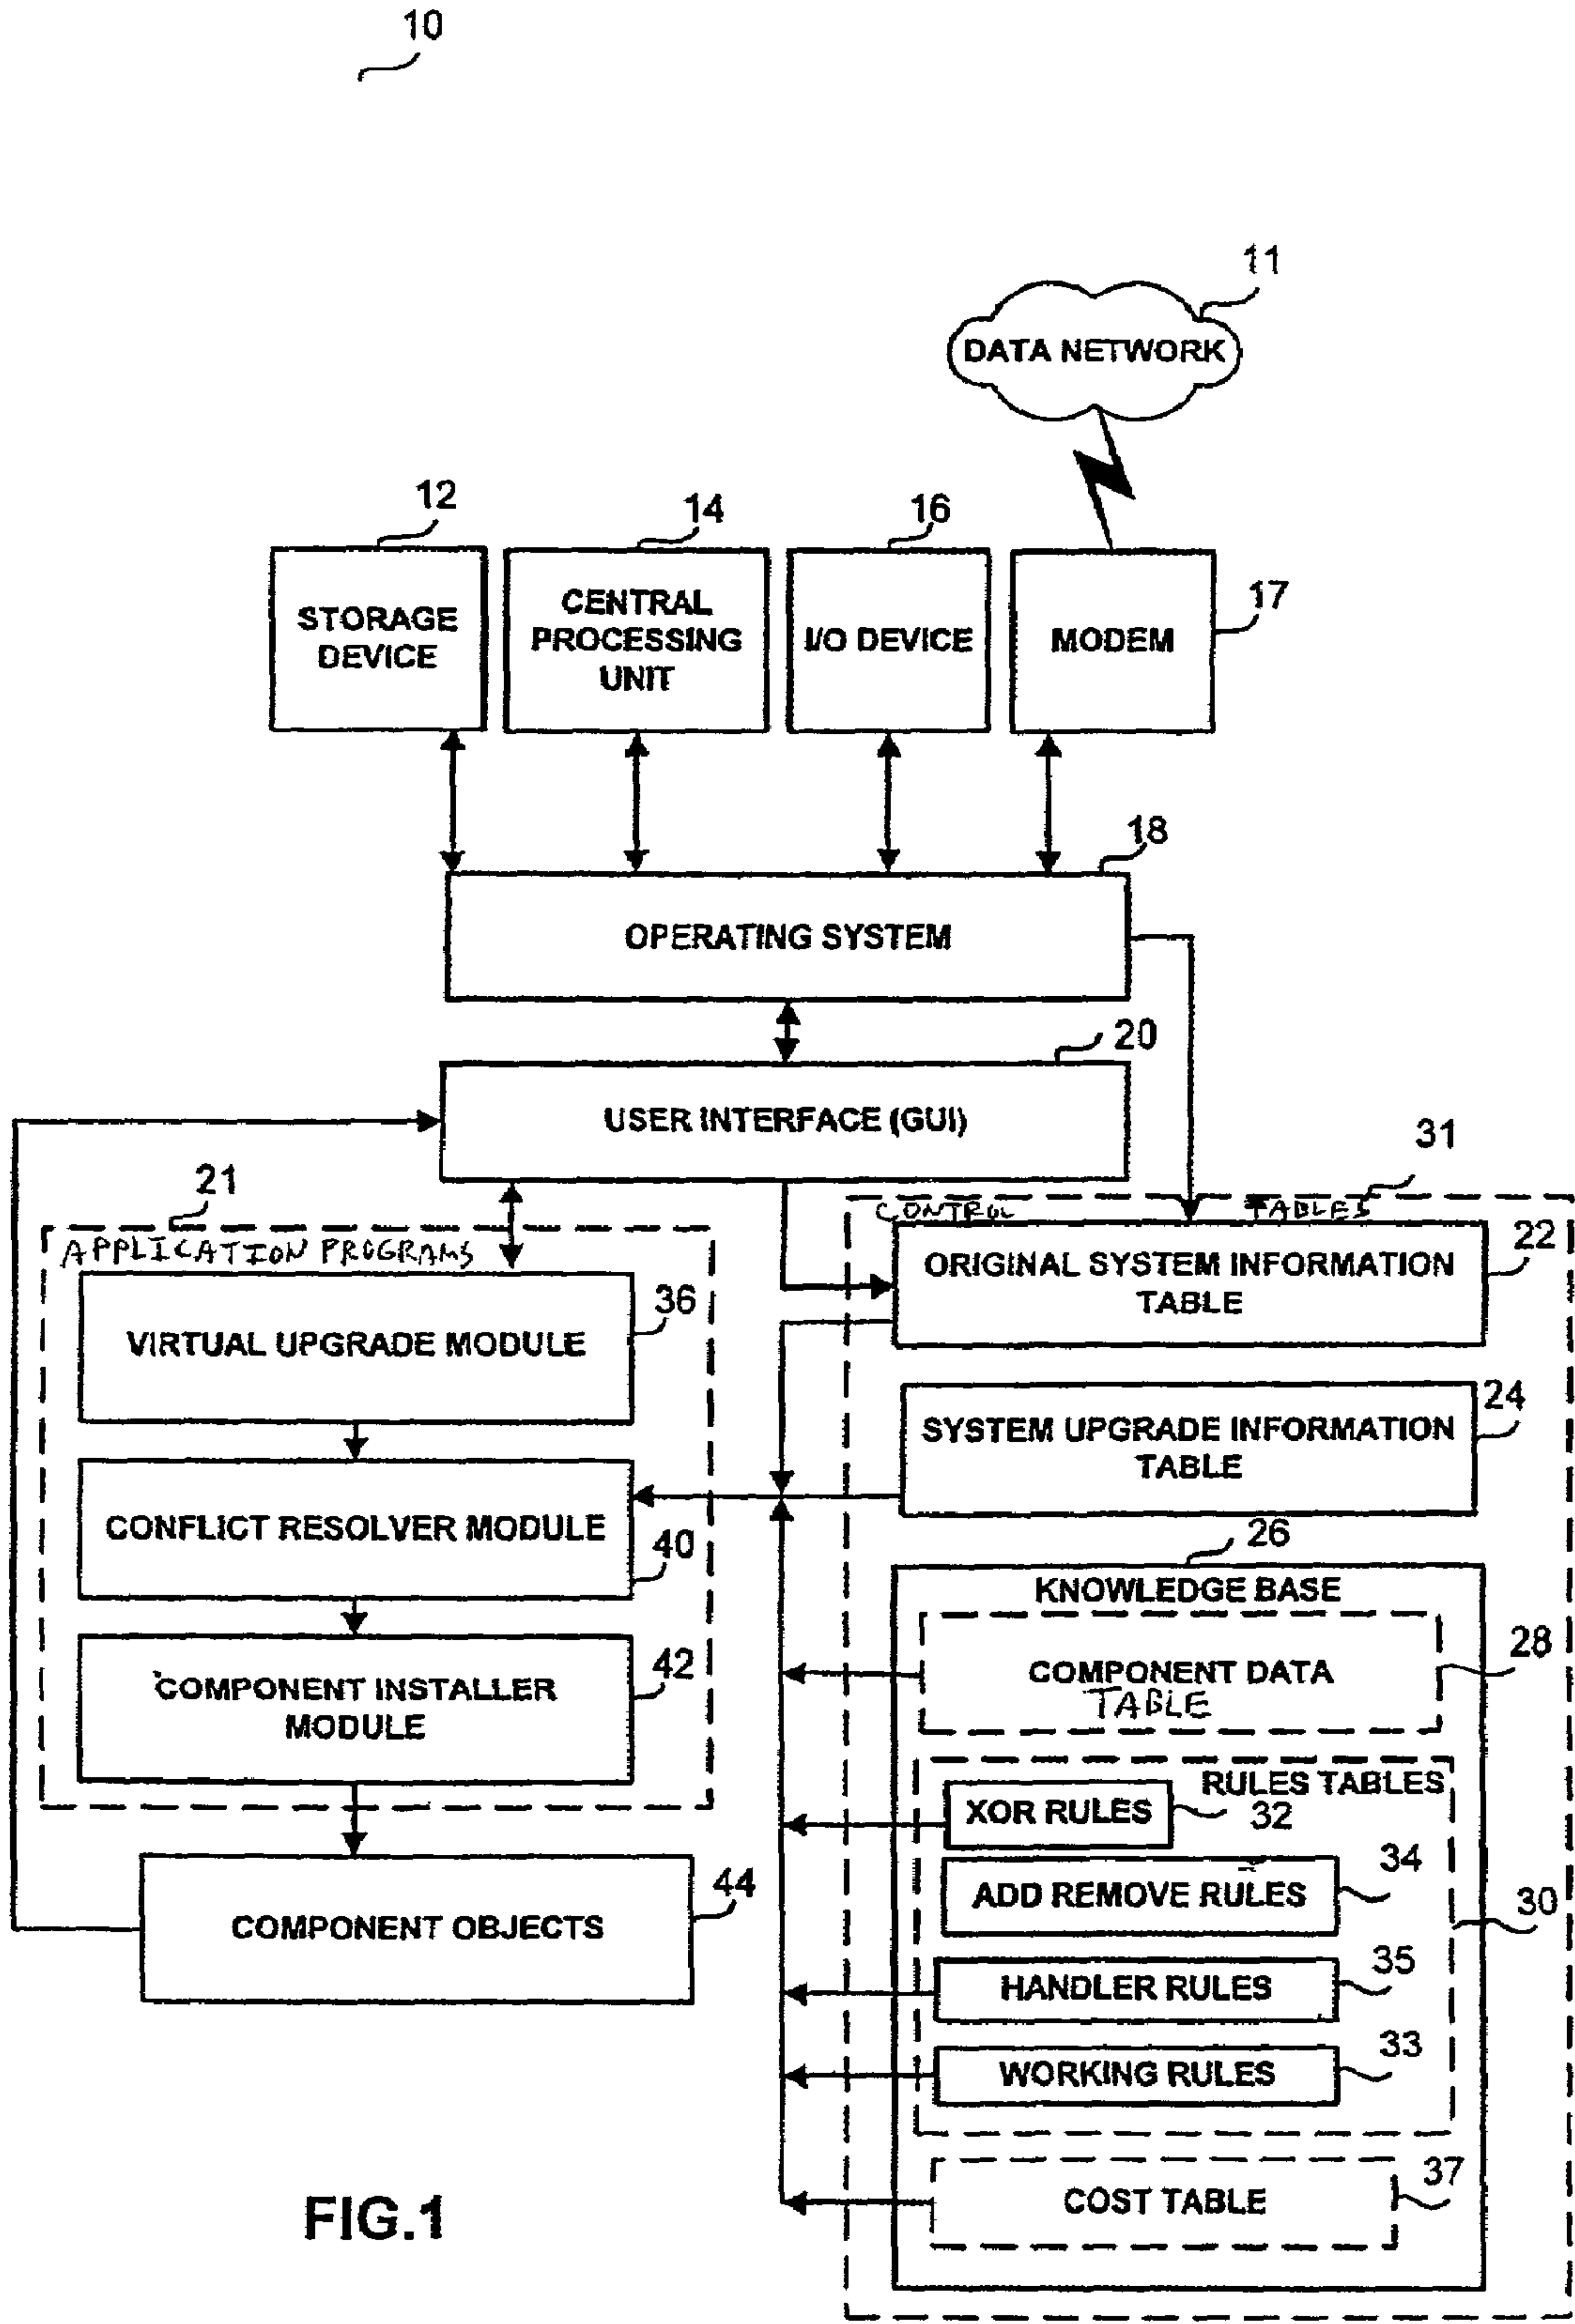 10
11
DATA NETWORK
12
14
16
17
STORAGE
DEVICE
CENTRAL
PROCESSING
UNIT
I/O DEVICE
MODEM
18
OPERATING SYSTEM
20
USER INTERFACE (GUI)
31
21
CONTROL TABLES
APPLICATION PROGRAMS
22
ORIGINAL SYSTEM INFORMATION
TABLE
36
VIRTUAL UPGRADE MODULE
24
SYSTEM UPGRADE INFORMATION
TABLE
CONFLICT RESOLVER MODULE
40
26
KNOWLEDGE BASE
28
COMPONENT DATA
TABLE
42
COMPONENT INSTALLER
MODULE
RULES TABLES
XOR RULES
32
34
ADD REMOVE RULES
30
44
COMPONENT OBJECTS
35
HANDLER RULES
33
WORKING RULES
37
COST TABLE
FIG.1